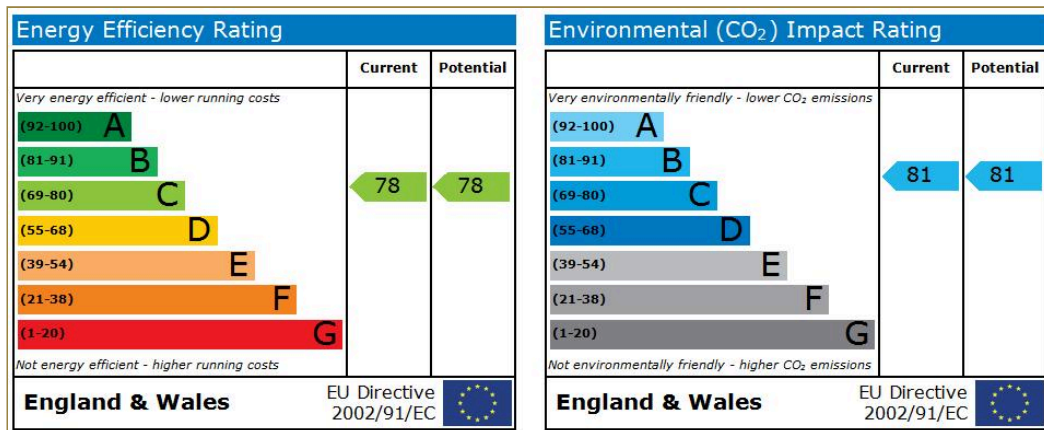 Energy Efficiency Rating
Current Potential
Very energy efficient - lower running costs
(92-100) A
(81-91) B
(69-80) C
(55-68) D
(39-54) E
(21-38) F
(1-20) G
78 78
Not energy efficient - higher running costs
England & Wales
EU Directive
2002/91/EC
Environmental (CO₂) Impact Rating
Current Potential
Very environmentally friendly - lower CO₂ emissions
(92-100) A
(81-91) B
(69-80) C
(55-68) D
(39-54) E
(21-38) F
(1-20) G
81 81
Not environmentally friendly - higher CO₂ emissions
England & Wales
EU Directive
2002/91/EC